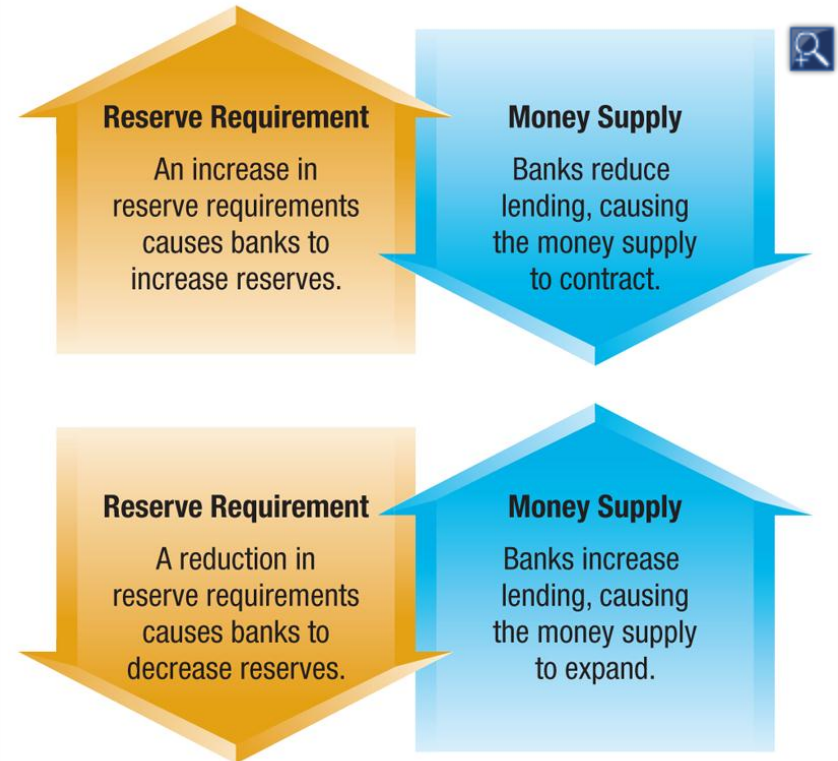 Reserve Requirement
An increase in
reserve requirements
causes banks to
increase reserves.
Money Supply
Banks reduce
lending, causing
the money supply
to contract.
Reserve Requirement
A reduction in
reserve requirements
causes banks to
decrease reserves.
Money Supply
Banks increase
lending, causing
the money supply
to expand.